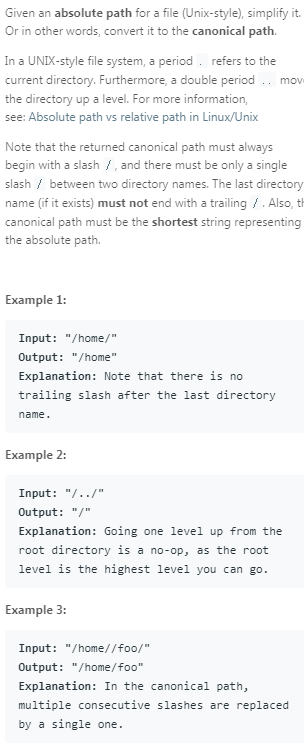 Given an absolute path for a file (Unix-style), simplify it.
Or in other words, convert it to the canonical path.
In a UNIX-style file system, a period . refers to the
current directory. Furthermore, a double period .. mov
the directory up a level. For more information,
see: Absolute path vs relative path in Linux/Unix
Note that the returned canonical path must always
begin with a slash /, and there must be only a single
slash / between two directory names. The last directory
name (if it exists) must not end with a trailing /. Also, th
canonical path must be the shortest string representing
the absolute path.
Example 1:
Input: "/home/"
Output: "/home"
Explanation: Note that there is no
trailing slash after the last directory
name.
Example 2:
Input: "/../"
Output: "/"
Explanation: Going one level up from the
root directory is a no-op, as the root
level is the highest level you can go.
Example 3:
Input: "/home//foo/"
Output: "/home/foo"
Explanation: In the canonical path,
multiple consecutive slashes are replaced
by a single one.